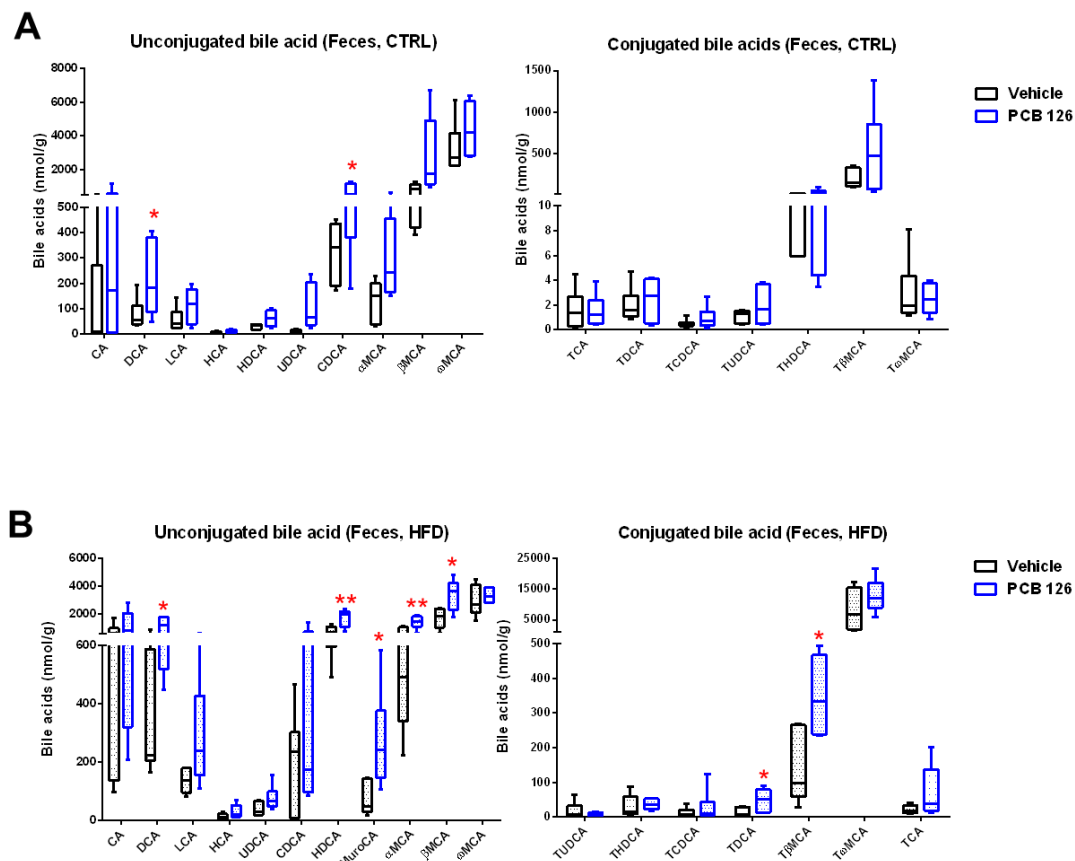 A
Unconjugated bile acid (Feces, CTRL)
Bile acids (nmol/g)
8000
6000
4000
2000
500
400
300
200
100
0
*
*
CA
DCA
LCA
HCA
HDCA
UDCA
CDCA
αMCA
βMCA
ωMCA
Conjugated bile acids (Feces, CTRL)
Bile acids (nmol/g)
1500
1000
500
10
8
6
4
2
0
TCA
TDCA
TCDCA
TUDCA
THDCA
TβMCA
TωMCA
Vehicle
PCB 126
B
Unconjugated bile acid (Feces, HFD)
Bile acids (nmol/g)
6000
4000
2000
600
400
200
0
*
**
*
**
*
CA
DCA
LCA
HCA
UDCA
CDCA
HDCA
MuroCA
αMCA
βMCA
ωMCA
Conjugated bile acid (Feces, HFD)
Bile acids (nmol/g)
25000
20000
15000
10000
5000
500
400
300
200
100
0
*
*
TUDCA
THDCA
TCDCA
TDCA
TβMCA
TωMCA
TCA
Vehicle
PCB 126